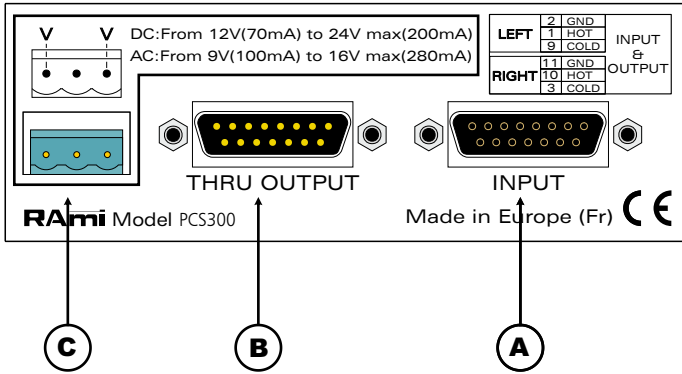 V V DC:From 12V(70mA) to 24V max(200mA)
AC:From 9V(100mA) to 16V max(280mA)
LEFT 2 GND
1 HOT
9 COLD
RIGHT 11 GND
10 HOT
3 COLD
INPUT
&
OUTPUT
THRU OUTPUT INPUT
RAmi Model PCS300 Made in Europe (Fr) CE
C B A